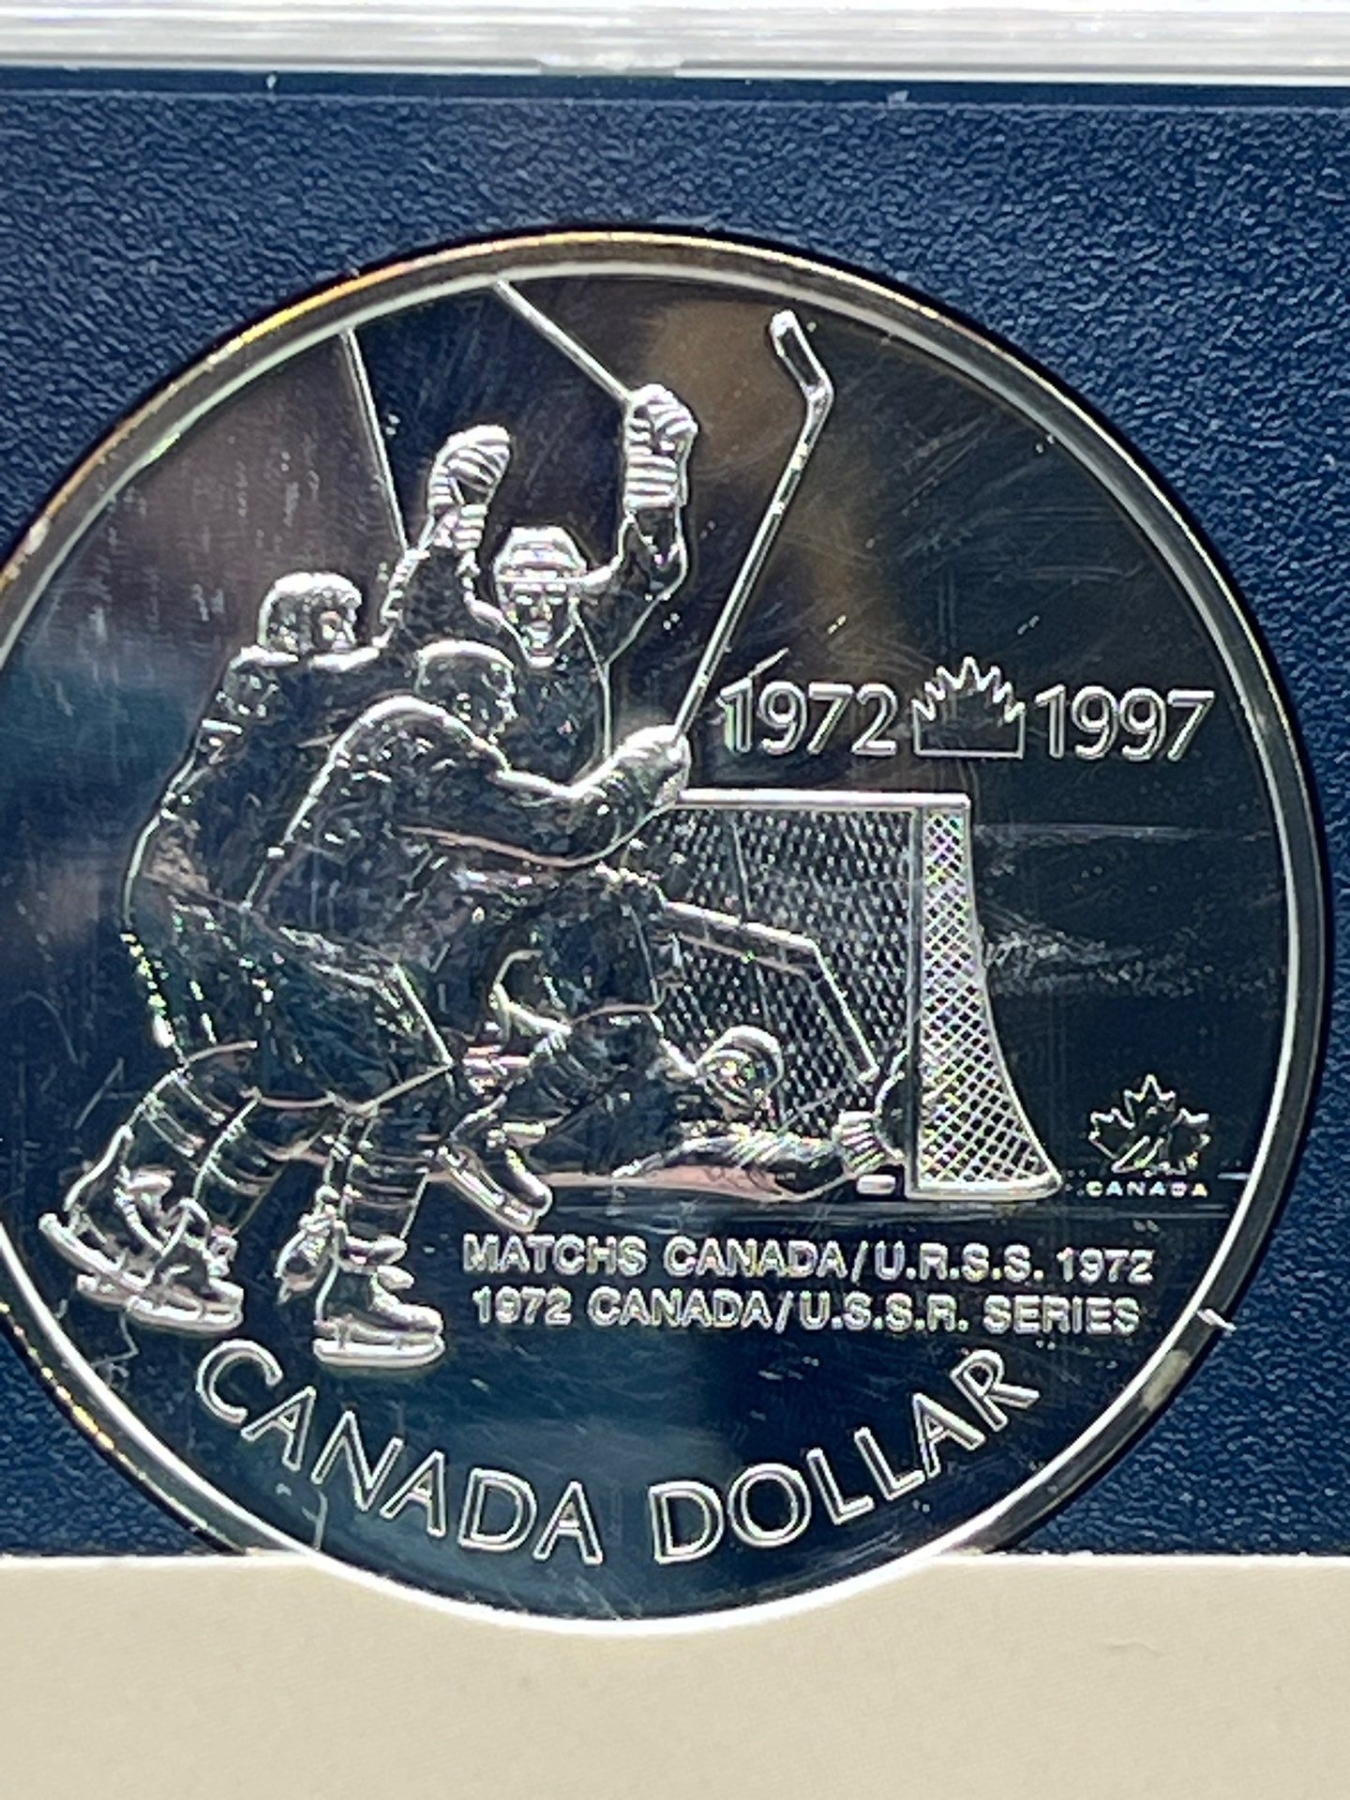 1972 1997
CANADA
MATCHS CANADA/U.R.S.S. 1972
1972 CANADA/U.S.S.R. SERIES
CANADA DOLLAR